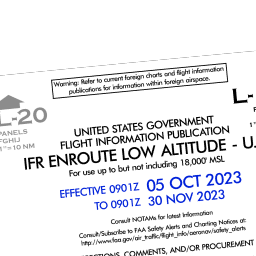 Warning: Refer to current foreign charts and flight information
publications for information within foreign airspace.
L-20
PANELS
FGHIJ
1"=10 NM
L-
UNITED STATES GOVERNMENT
FLIGHT INFORMATION PUBLICATION
IFR ENROUTE LOW ALTITUDE - U.
For use up to but not including 18,000' MSL
EFFECTIVE 0901Z 05 OCT 2023
TO 0901Z 30 NOV 2023
Consult NOTAMs for latest information
Consult/Subscribe to FAA Safety Alerts and Charting Notices at:
http://www.faa.gov/air_traffic/flight_info/aeronav/safety_alerts
COMMENTS, AND/OR PROCUREMENT